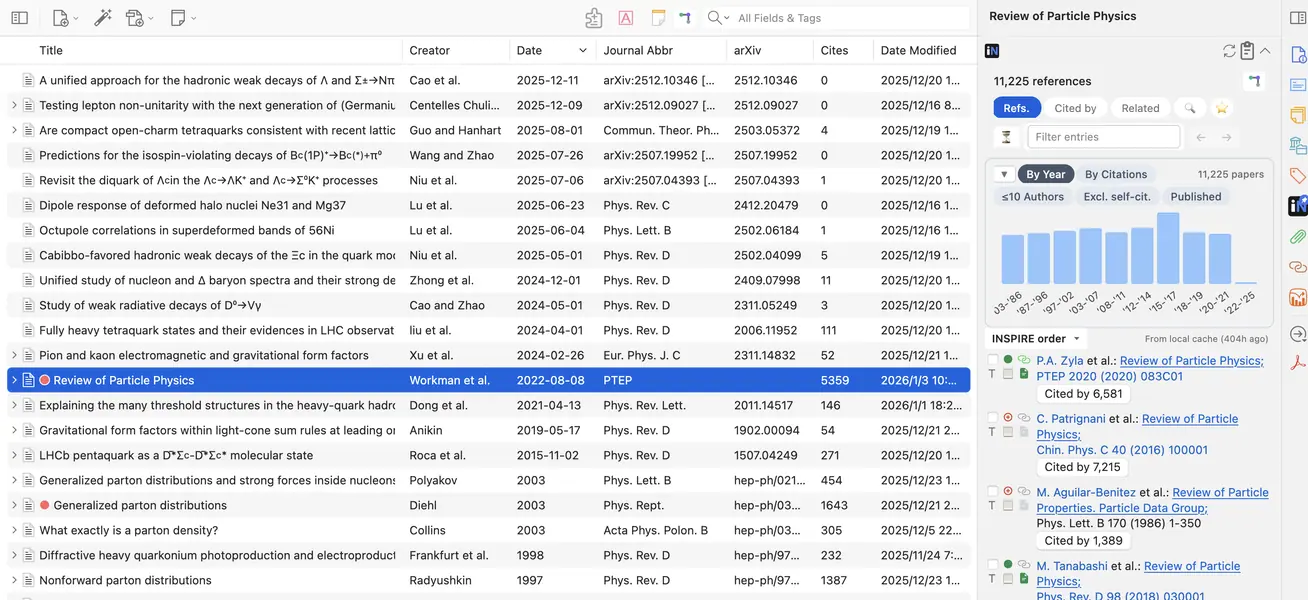 All Fields & Tags
Title Creator Date Journal Abbr arXiv Cites Date Modified
A unified approach for the hadronic weak decays of Λ and Σ±→Nπ Cao et al. 2025-12-11 arXiv:2512.10346 [... 2512.10346 0 2025/12/20 1...
Testing lepton non-unitarity with the next generation of (Germaniu Centelles Chuli... 2025-12-09 arXiv:2512.09027 [... 2512.09027 0 2025/12/16 8...
Are compact open-charm tetraquarks consistent with recent lattic Guo and Hanhart 2025-08-01 Commun. Theor. Ph... 2503.05372 4 2025/12/19 1...
Predictions for the isospin-violating decays of Bc(1P)⁺→Bc(*)+π⁰ Wang and Zhao 2025-07-26 arXiv:2507.19952 [... 2507.19952 0 2025/12/20 1...
Revisit the diquark of Λcin the Λc→ΛK⁺ and Λc→Σ⁰K⁺ processes Niu et al. 2025-07-06 arXiv:2507.04393 [... 2507.04393 1 2025/12/20 1...
Dipole response of deformed halo nuclei Ne31 and Mg37 Lu et al. 2025-06-23 Phys. Rev. C 2412.20479 0 2025/12/16 1...
Octupole correlations in superdeformed bands of 56Ni Lu et al. 2025-06-04 Phys. Lett. B 2502.06184 1 2025/12/16 1...
Cabibbo-favored hadronic weak decays of the Ξc in the quark moc Niu et al. 2025-05-01 Phys. Rev. D 2502.04099 5 2025/12/19 1...
Unified study of nucleon and Δ baryon spectra and their strong de Zhong et al. 2024-12-01 Phys. Rev. D 2409.07998 11 2025/12/20 1...
Study of weak radiative decays of D⁰→Vγ Cao and Zhao 2024-05-01 Phys. Rev. D 2311.05249 3 2025/12/20 1...
Fully heavy tetraquark states and their evidences in LHC observat liu et al. 2024-04-01 Phys. Rev. D 2006.11952 111 2025/12/20 1...
Pion and kaon electromagnetic and gravitational form factors Xu et al. 2024-02-26 Eur. Phys. J. C 2311.14832 52 2025/12/21 1...
Review of Particle Physics Workman et al. 2022-08-08 PTEP 5359 2026/1/3 10:...
Explaining the many threshold structures in the heavy-quark hadro Dong et al. 2021-04-13 Phys. Rev. Lett. 2011.14517 146 2026/1/1 18:2...
Gravitational form factors within light-cone sum rules at leading or Anikin 2019-05-17 Phys. Rev. D 1902.00094 54 2025/12/21 2...
LHCb pentaquark as a D̅*Σc-D̅*Σc* molecular state Roca et al. 2015-11-02 Phys. Rev. D 1507.04249 271 2025/12/20 1...
Generalized parton distributions and strong forces inside nucleons Polyakov 2003 Phys. Lett. B hep-ph/021... 454 2025/12/23 1...
Generalized parton distributions Diehl 2003 Phys. Rept. hep-ph/03... 1643 2025/12/21 2...
What exactly is a parton density? Collins 2003 Acta Phys. Polon. B hep-ph/03... 305 2025/12/5 22...
Diffractive heavy quarkonium photoproduction and electroproduct Frankfurt et al. 1998 Phys. Rev. D hep-ph/97... 232 2025/11/24 7:...
Nonforward parton distributions Radyushkin 1997 Phys. Rev. D hep-ph/97... 1387 2025/12/23 1...
Review of Particle Physics
iN
11,225 references
Refs. Cited by Related
Filter entries
By Year By Citations 11,225 papers
≤10 Authors Excl. self-cit. Published
03-'86 '87-'96 '97-'02 '03-'07 '08-'11 '12-'14 '15-'17 '18-'19 '20-'21 '22-'25
INSPIRE order From local cache (404h ago)
P.A. Zyla et al.: Review of Particle Physics;
T PTEP 2020 (2020) 083C01
Cited by 6,581
C. Patrignani et al.: Review of Particle
T Physics;
Chin. Phys. C 40 (2016) 100001
Cited by 7,215
M. Aguilar-Benitez et al.: Review of Particle
T Properties. Particle Data Group;
Phys. Lett. B 170 (1986) 1-350
Cited by 1,389
M. Tanabashi et al.: Review of Particle
T Physics;
Phys. Rev. D 98 (2018) 030001